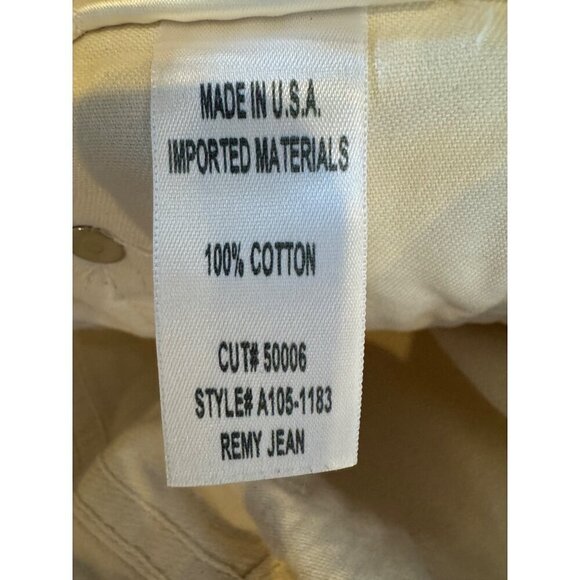 MADE IN U.S.A.
IMPORTED MATERIALS
100% COTTON
CUT# 50006
STYLE# A105-1183
REMY JEAN